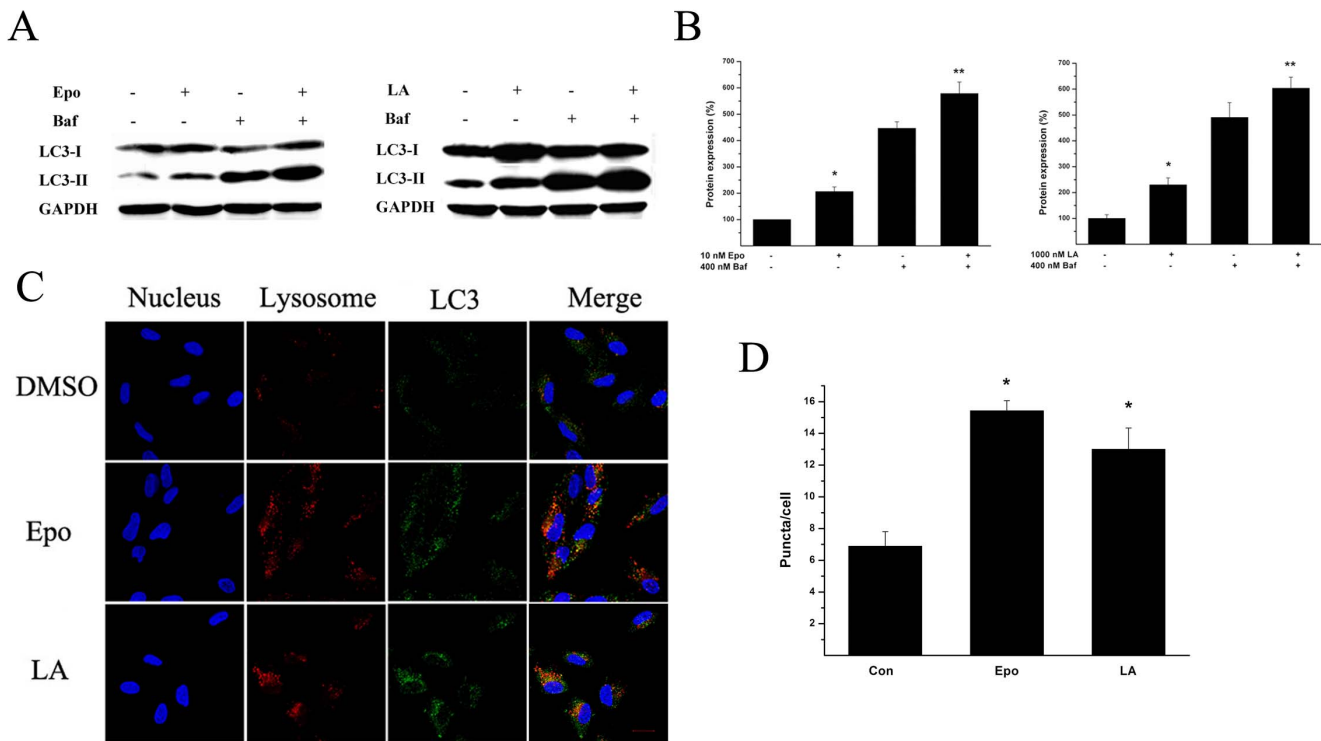 A
Epo - + - +
Baf - - + +
LC3-I
LC3-II
GAPDH
LA - + - +
Baf - - + +
LC3-I
LC3-II
GAPDH
B
Protein expression (%)
700
600
500
400
300
200
100
* **
10 nM Epo - + - +
400 nM Baf - - + +
Protein expression (%)
700
600
500
400
300
200
100
* **
1000 nM LA - + - +
400 nM Baf - - + +
C
Nucleus Lysosome LC3 Merge
DMSO
Epo
LA
D
Puncta/cell
16
14
12
10
8
6
4
2
* *
Con Epo LA